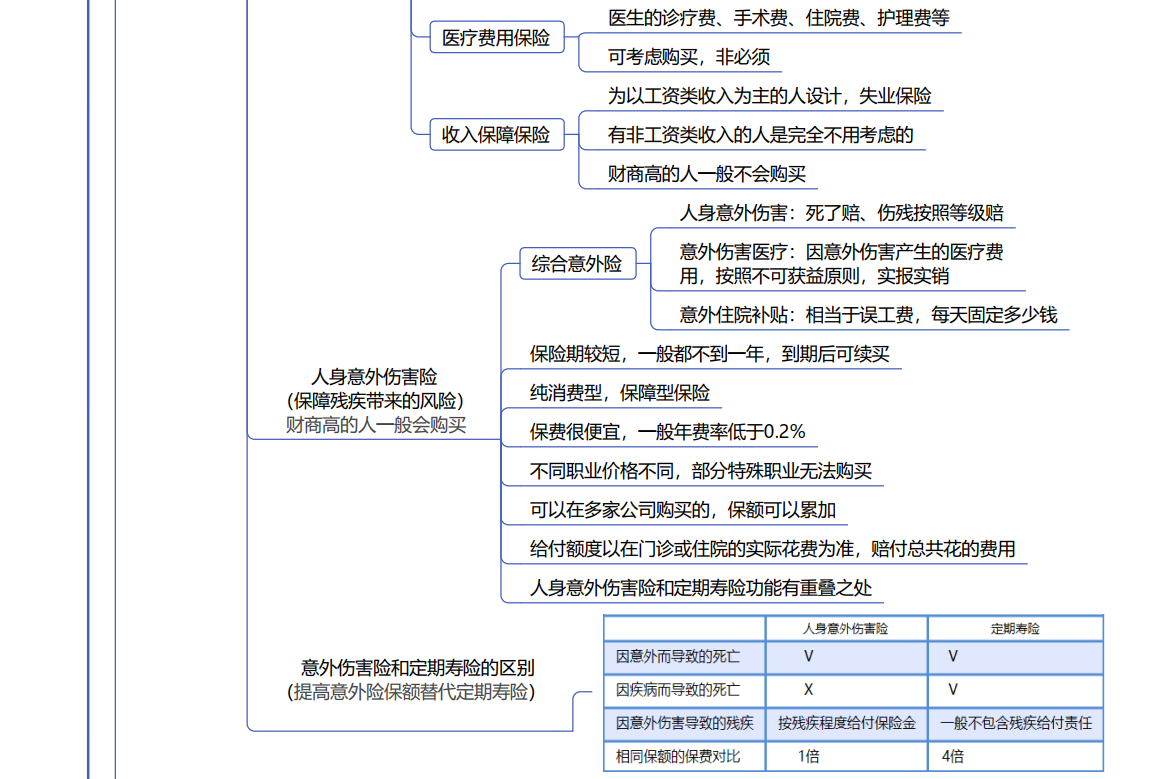 医疗费用保险
医生的诊疗费、手术费、住院费、护理费等
可考虑购买，非必须
收入保障保险
为以工资类收入为主的人设计，失业保险
有非工资类收入的人是完全不用考虑的
财商高的人一般不会购买
人身意外伤害险
（保障残疾带来的风险）
财商高的人一般会购买
综合意外险
人身意外伤害：死了赔、伤残按照等级赔
意外伤害医疗：因意外伤害产生的医疗费
用，按照不可获益原则，实报实销
意外住院补贴：相当于误工费，每天固定多少钱
保险期较短，一般都不到一年，到期后可续买
纯消费型，保障型保险
保费很便宜，一般年费率低于0.2%
不同职业价格不同，部分特殊职业无法购买
可以在多家公司购买的，保额可以累加
给付额度以在门诊或住院的实际花费为准，赔付总共花的费用
人身意外伤害险和定期寿险功能有重叠之处
意外伤害险和定期寿险的区别
（提高意外险保额替代定期寿险）
人身意外伤害险 定期寿险
因意外而导致的死亡 V V
因疾病而导致的死亡 X V
因意外伤害导致的残疾 按残疾程度给付保险金 一般不包含残疾给付责任
相同保额的保费对比 1倍 4倍